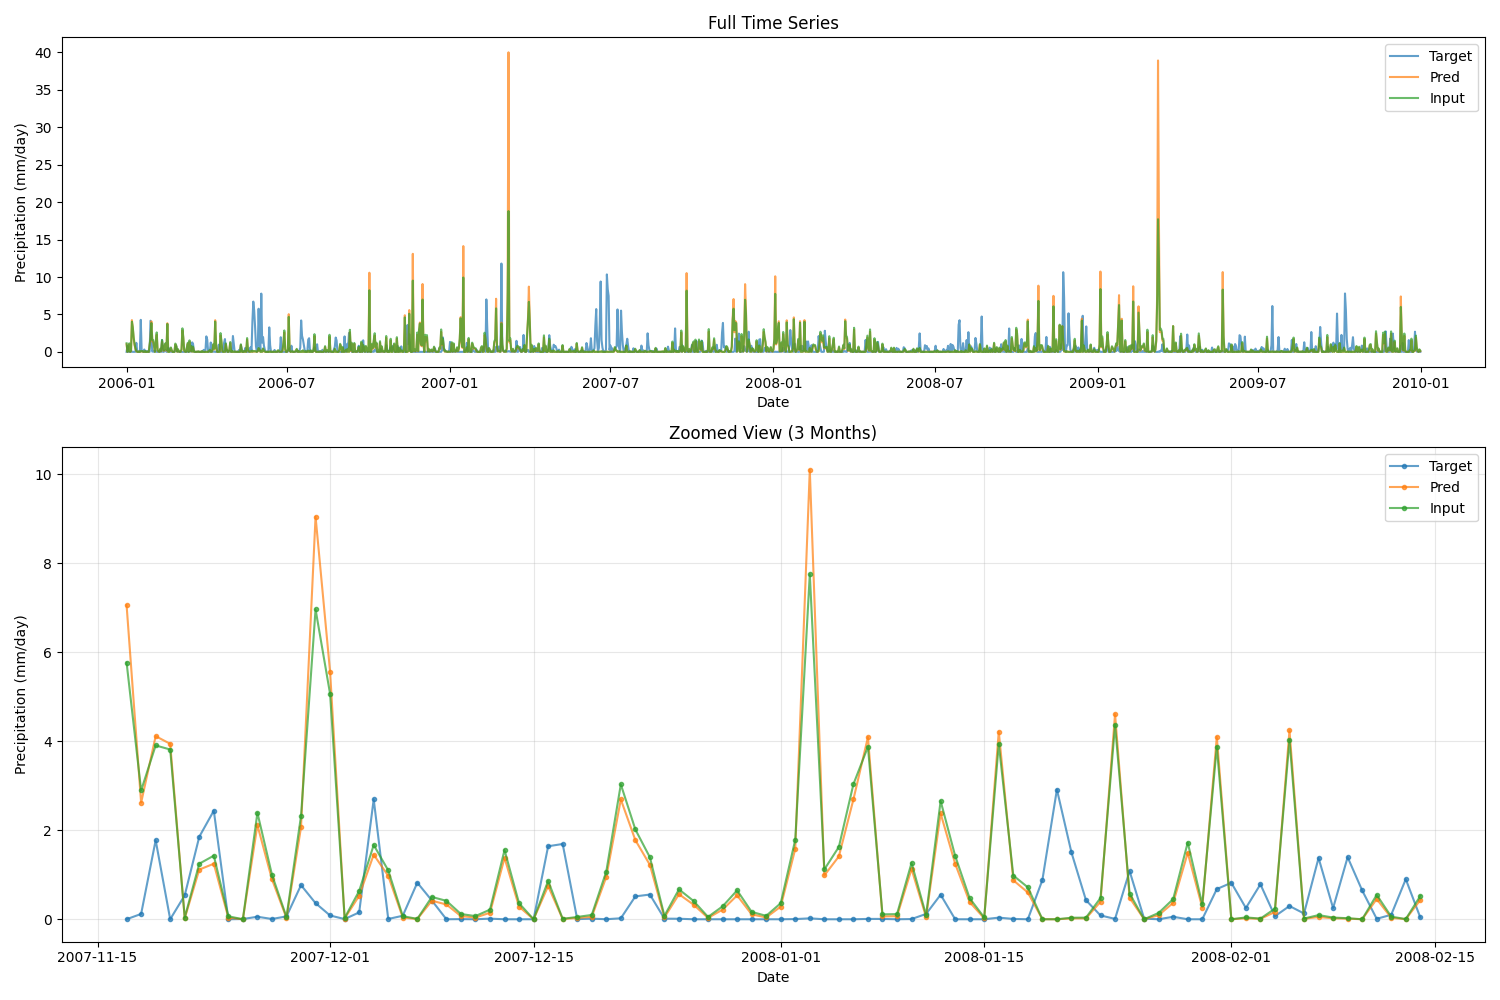 Full Time Series
Precipitation (mm/day)
40
35
30
25
20
15
10
5
0
Target
Pred
Input
2006-01
2006-07
2007-01
2007-07
2008-01
2008-07
2009-01
2009-07
2010-01
Date
Zoomed View (3 Months)
Precipitation (mm/day)
10
8
6
4
2
0
Target
Pred
Input
2007-11-15
2007-12-01
2007-12-15
2008-01-01
2008-01-15
2008-02-01
2008-02-15
Date